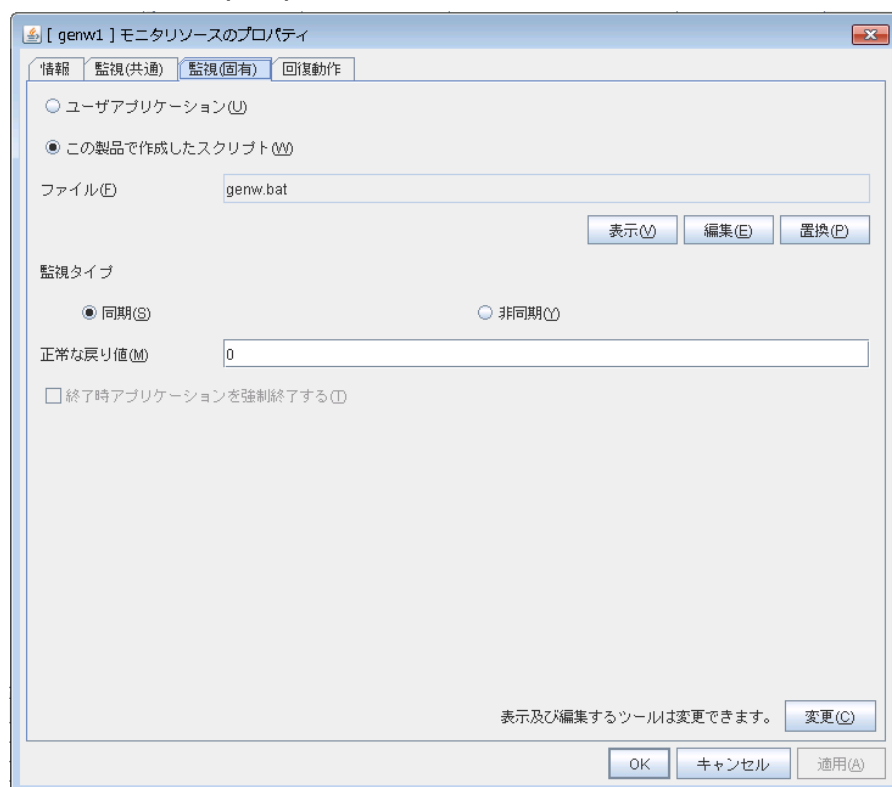 [ genw1 ] モニタリソースのプロパティ
情報 監視(共通) 監視(固有) 回復動作
ユーザアプリケーション(U)
この製品で作成したスクリプト(W)
ファイル(F) genw.bat
表示(V) 編集(E) 置換(P)
監視タイプ
同期(S) 非同期(Y)
正常な戻り値(M) 0
終了時アプリケーションを強制終了する(T)
表示及び編集するツールは変更できます。 変更(C)
OK キャンセル 適用(A)